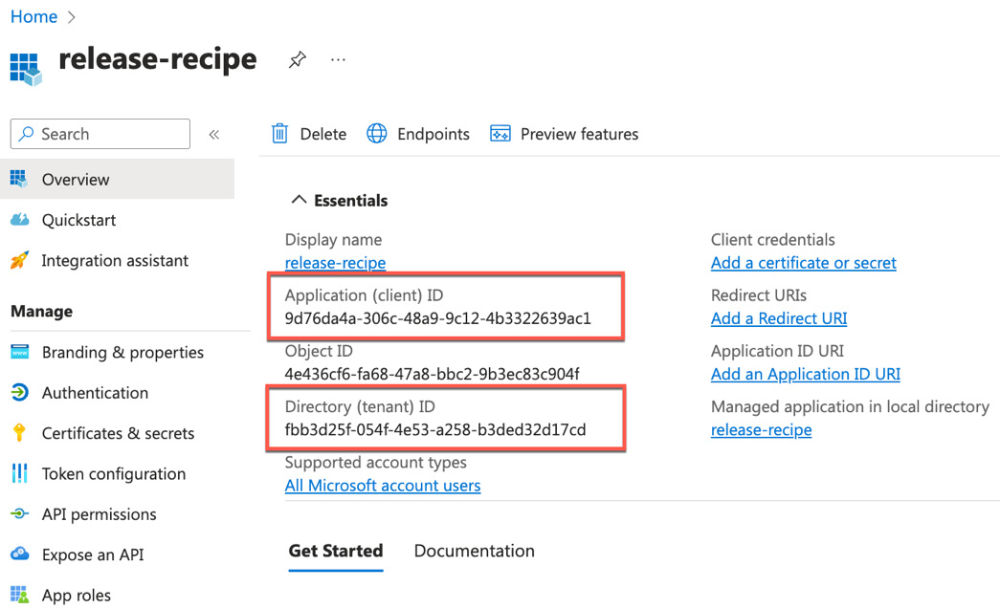 Home
release-recipe
Search
Delete
Endpoints
Preview features
Overview
Quickstart
Integration assistant
Manage
Branding & properties
Authentication
Certificates & secrets
Token configuration
API permissions
Expose an API
App roles
Essentials
Display name
release-recipe
Application (client) ID
9d76da4a-306c-48a9-9c12-4b3322639ac1
Object ID
4e436cf6-fa68-47a8-bbc2-9b3ec83c904f
Directory (tenant) ID
fbb3d25f-054f-4e53-a258-b3ded32d17cd
Supported account types
All Microsoft account users
Client credentials
Add a certificate or secret
Redirect URIs
Add a Redirect URI
Application ID URI
Add an Application ID URI
Managed application in local directory
release-recipe
Get Started
Documentation